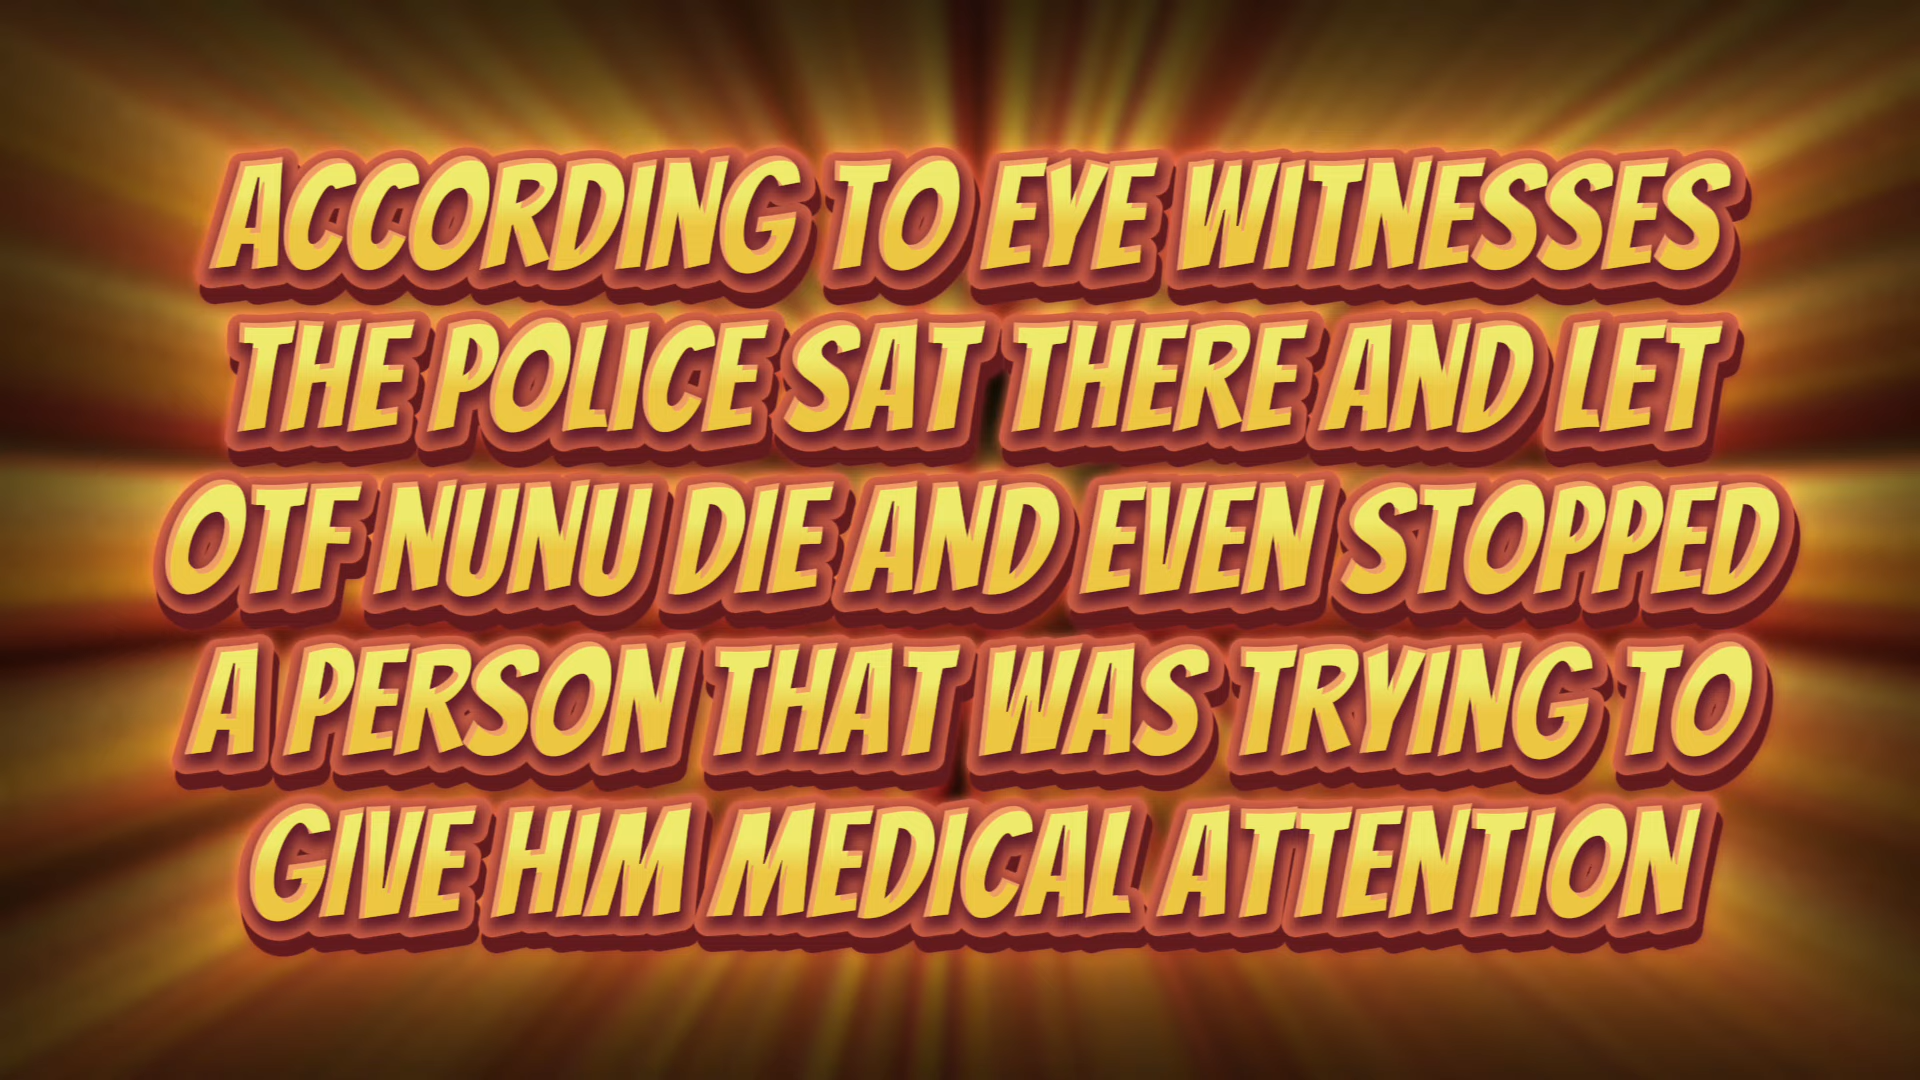 ACCORDING TO EYE WITNESSES
THE POLICE SAT THERE AND LET
OTF NUNU DIE AND EVEN STOPPED
A PERSON THAT WAS TRYING TO
GIVE HIM MEDICAL ATTENTION